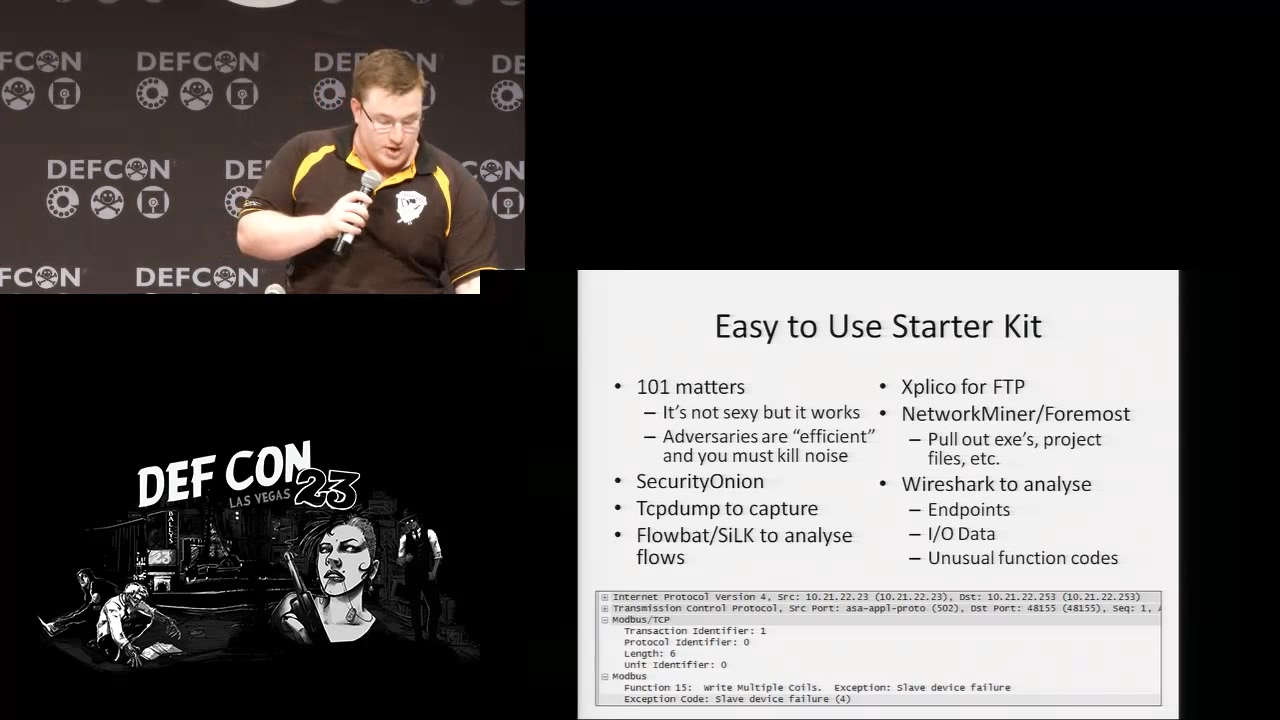 FCON DEFCON DEFCON DE
DEFCON DEF CON
FCON DEFCON
DEF CON 23
LAS VEGAS
BALLYS
Easy to Use Starter Kit
• 101 matters
– It's not sexy but it works
– Adversaries are “efficient”
and you must kill noise
• SecurityOnion
• Tcpdump to capture
• Flowbat/SiLK to analyse
flows
• Xplico for FTP
• NetworkMiner/Foremost
– Pull out exe's, project
files, etc.
• Wireshark to analyse
– Endpoints
– I/O Data
– Unusual function codes
Internet Protocol Version 4, Src: 10.21.22.23 (10.21.22.23), Dst: 10.21.22.253 (10.21.22.253)
Transmission Control Protocol, Src Port: asa-appl-proto (502), Dst Port: 48155 (48155), Seq: 1, A
Modbus/TCP
Transaction Identifier: 1
Protocol Identifier: 0
Length: 6
Unit Identifier: 0
Modbus
Function 15: Write Multiple Coils. Exception: Slave device failure
Exception Code: Slave device failure (4)